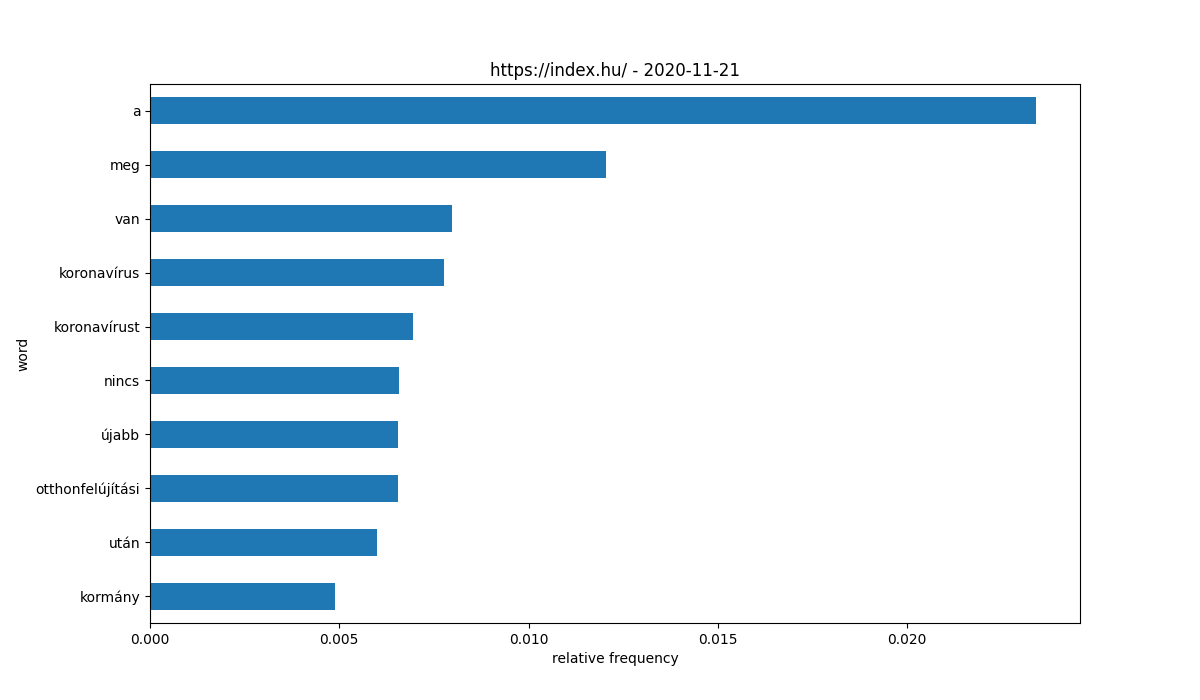 https://index.hu/ - 2020-11-21
a
meg
van
koronavírus
koronavírust
nincs
újabb
otthonfelújítási
után
kormány
word
0.000 0.005 0.010 0.015 0.020
relative frequency